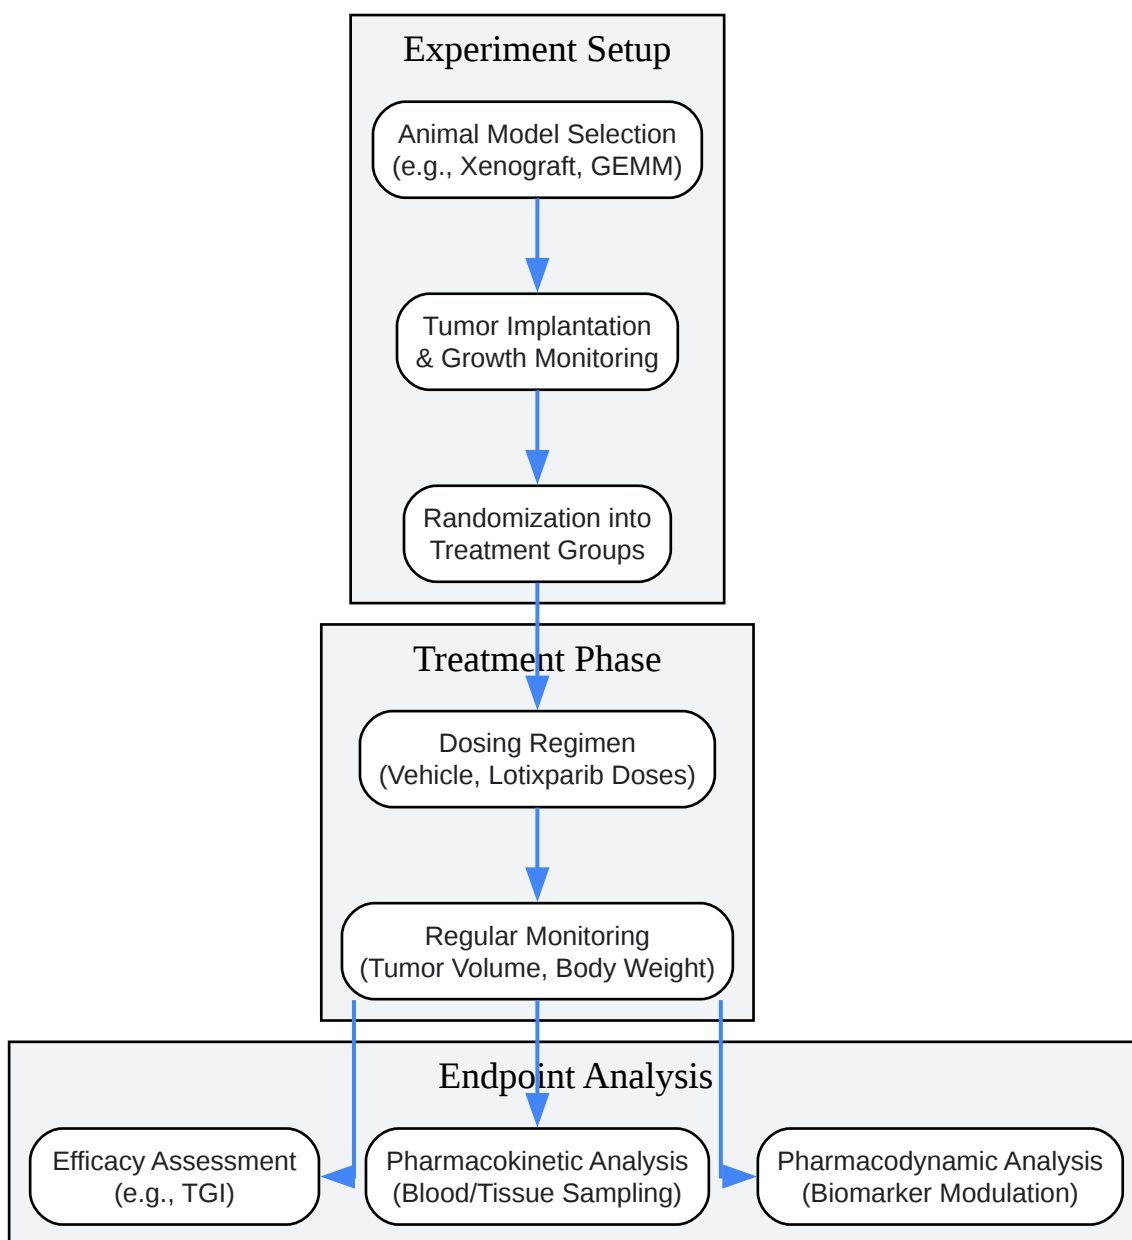 Experiment Setup
Animal Model Selection
(e.g., Xenograft, GEMM)
Tumor Implantation
& Growth Monitoring
Randomization into
Treatment Groups
Treatment Phase
Dosing Regimen
(Vehicle, Lotixparib Doses)
Regular Monitoring
(Tumor Volume, Body Weight)
Endpoint Analysis
Efficacy Assessment
(e.g., TGI)
Pharmacokinetic Analysis
(Blood/Tissue Sampling)
Pharmacodynamic Analysis
(Biomarker Modulation)